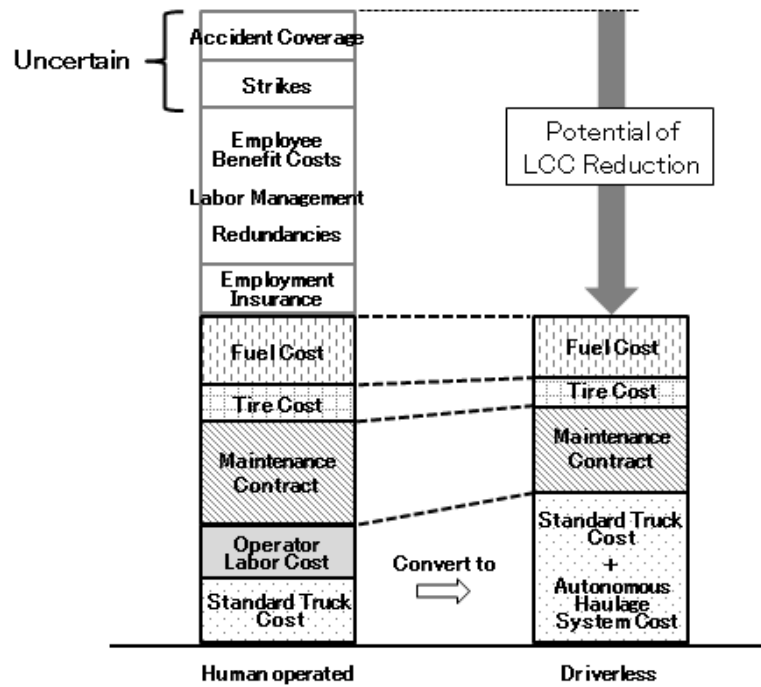 Uncertain
Accident Coverage
Strikes
Employee
Benefit Costs
Labor Management
Redundancies
Employment
Insurance
Fuel Cost
Tire Cost
Maintenance
Contract
Operator
Labor Cost
Standard Truck
Cost
Human operated
Convert to
Potential of
LCC Reduction
Fuel Cost
Tire Cost
Maintenance
Contract
Standard Truck
Cost
+
Autonomous
Haulage
System Cost
Driverless